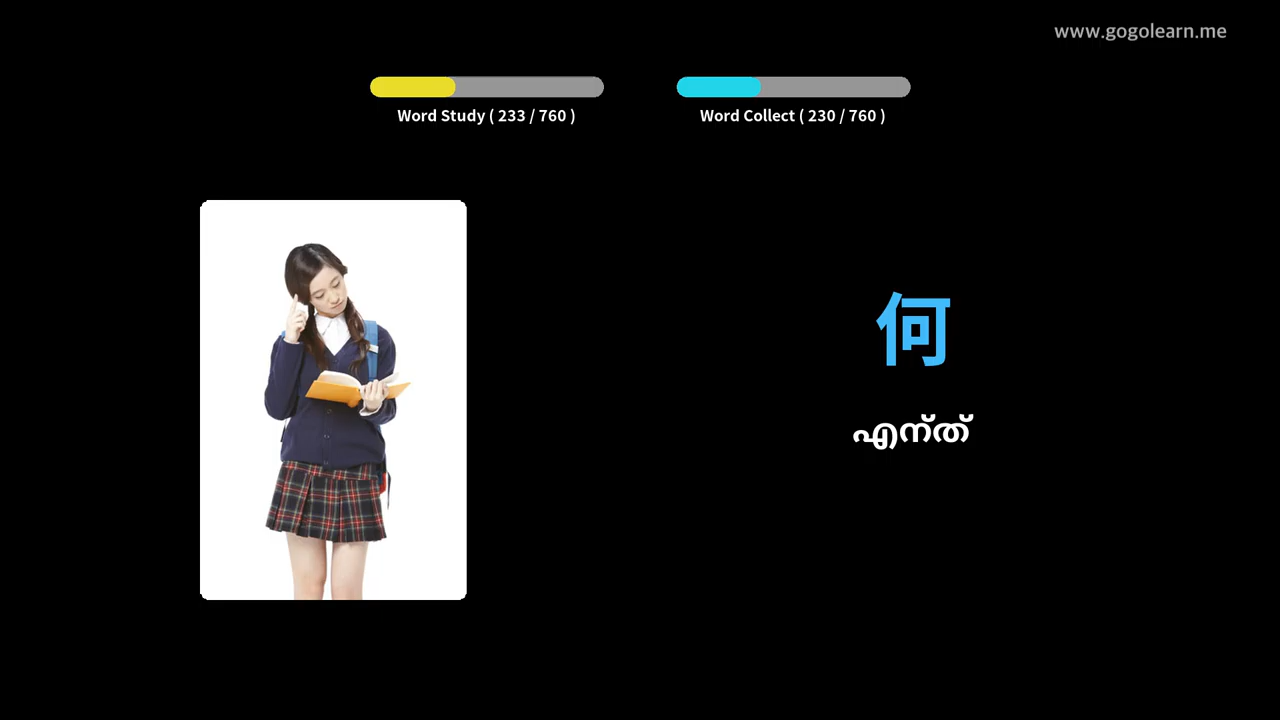 www.gogolearn.me
Word Study ( 233 / 760 )
Word Collect ( 230 / 760 )
何
എന്ത്